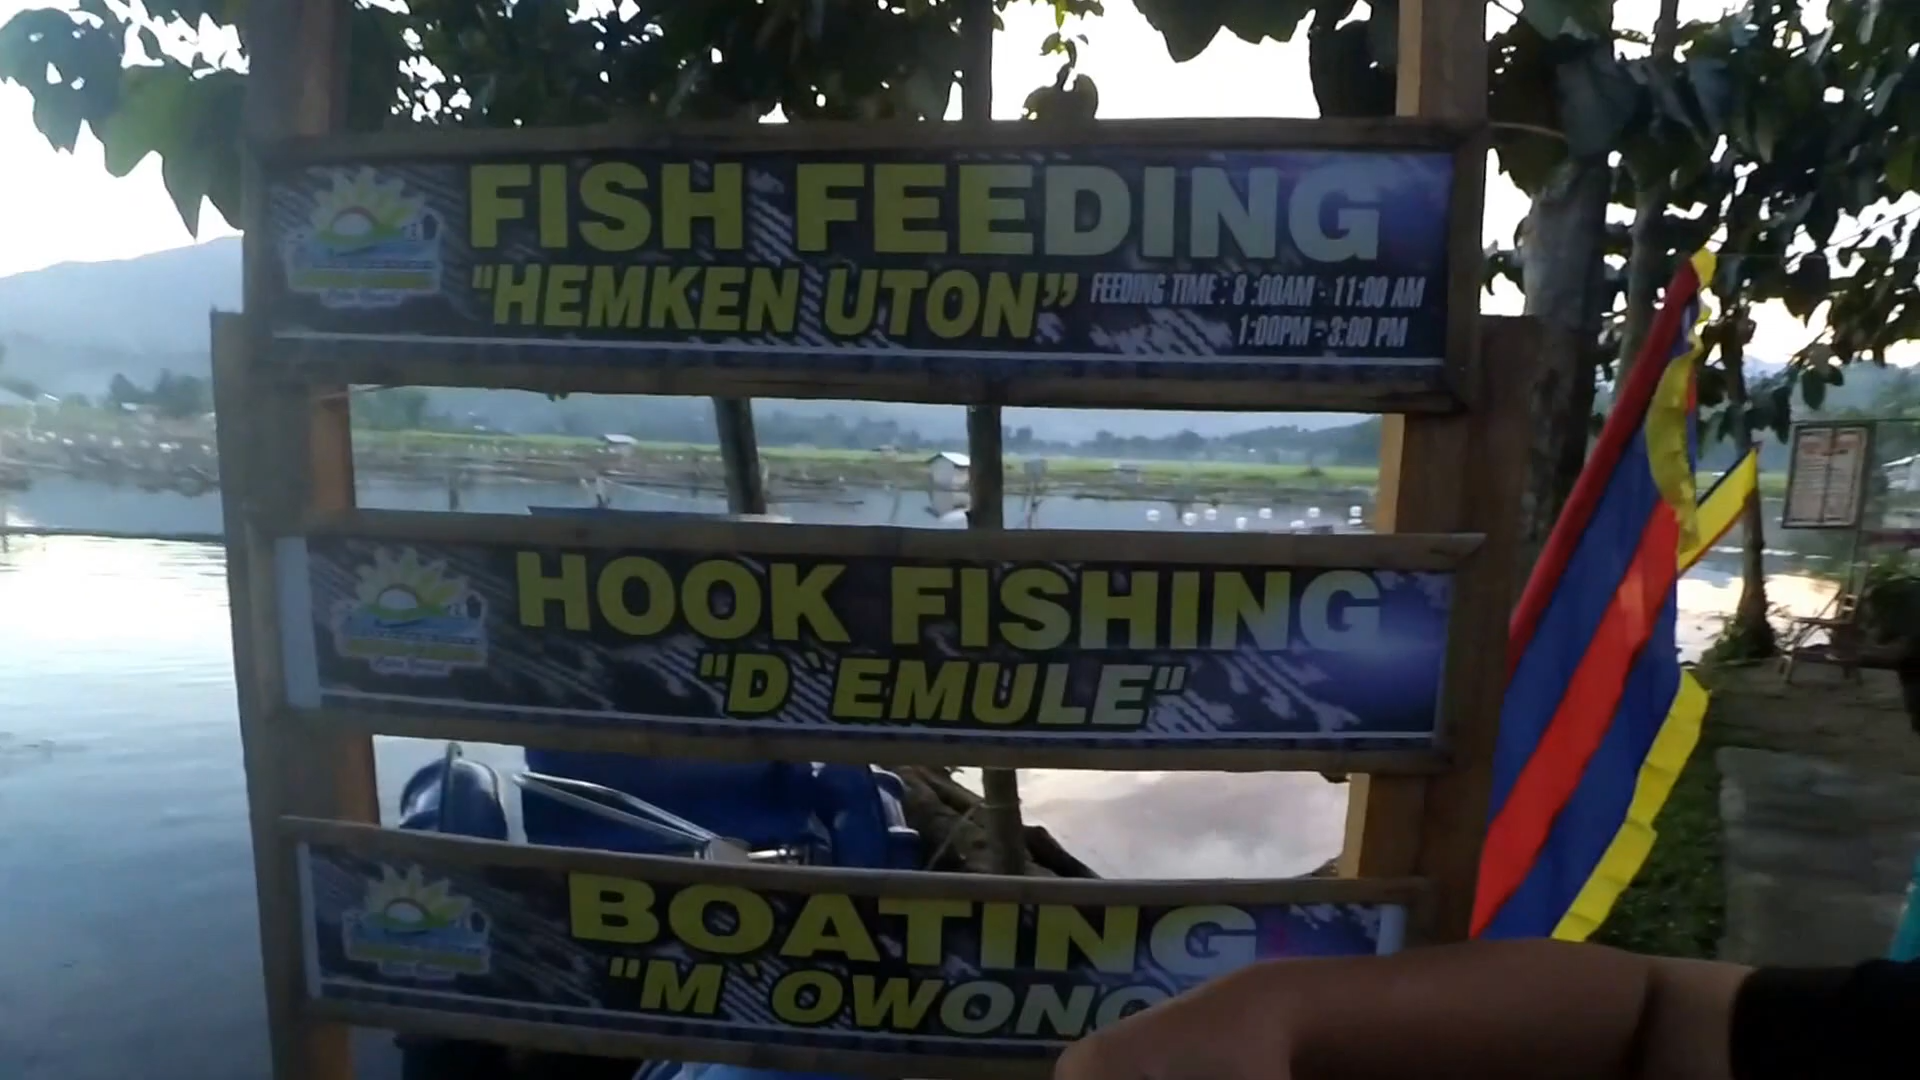 FISH FEEDING
"HEMKEN UTON”
FEEDING TIME : 8 :00AM - 11:00 AM
1:00PM - 3:00 PM
HOOK FISHING
"D`EMULE"
BOATING
"M`OWONG